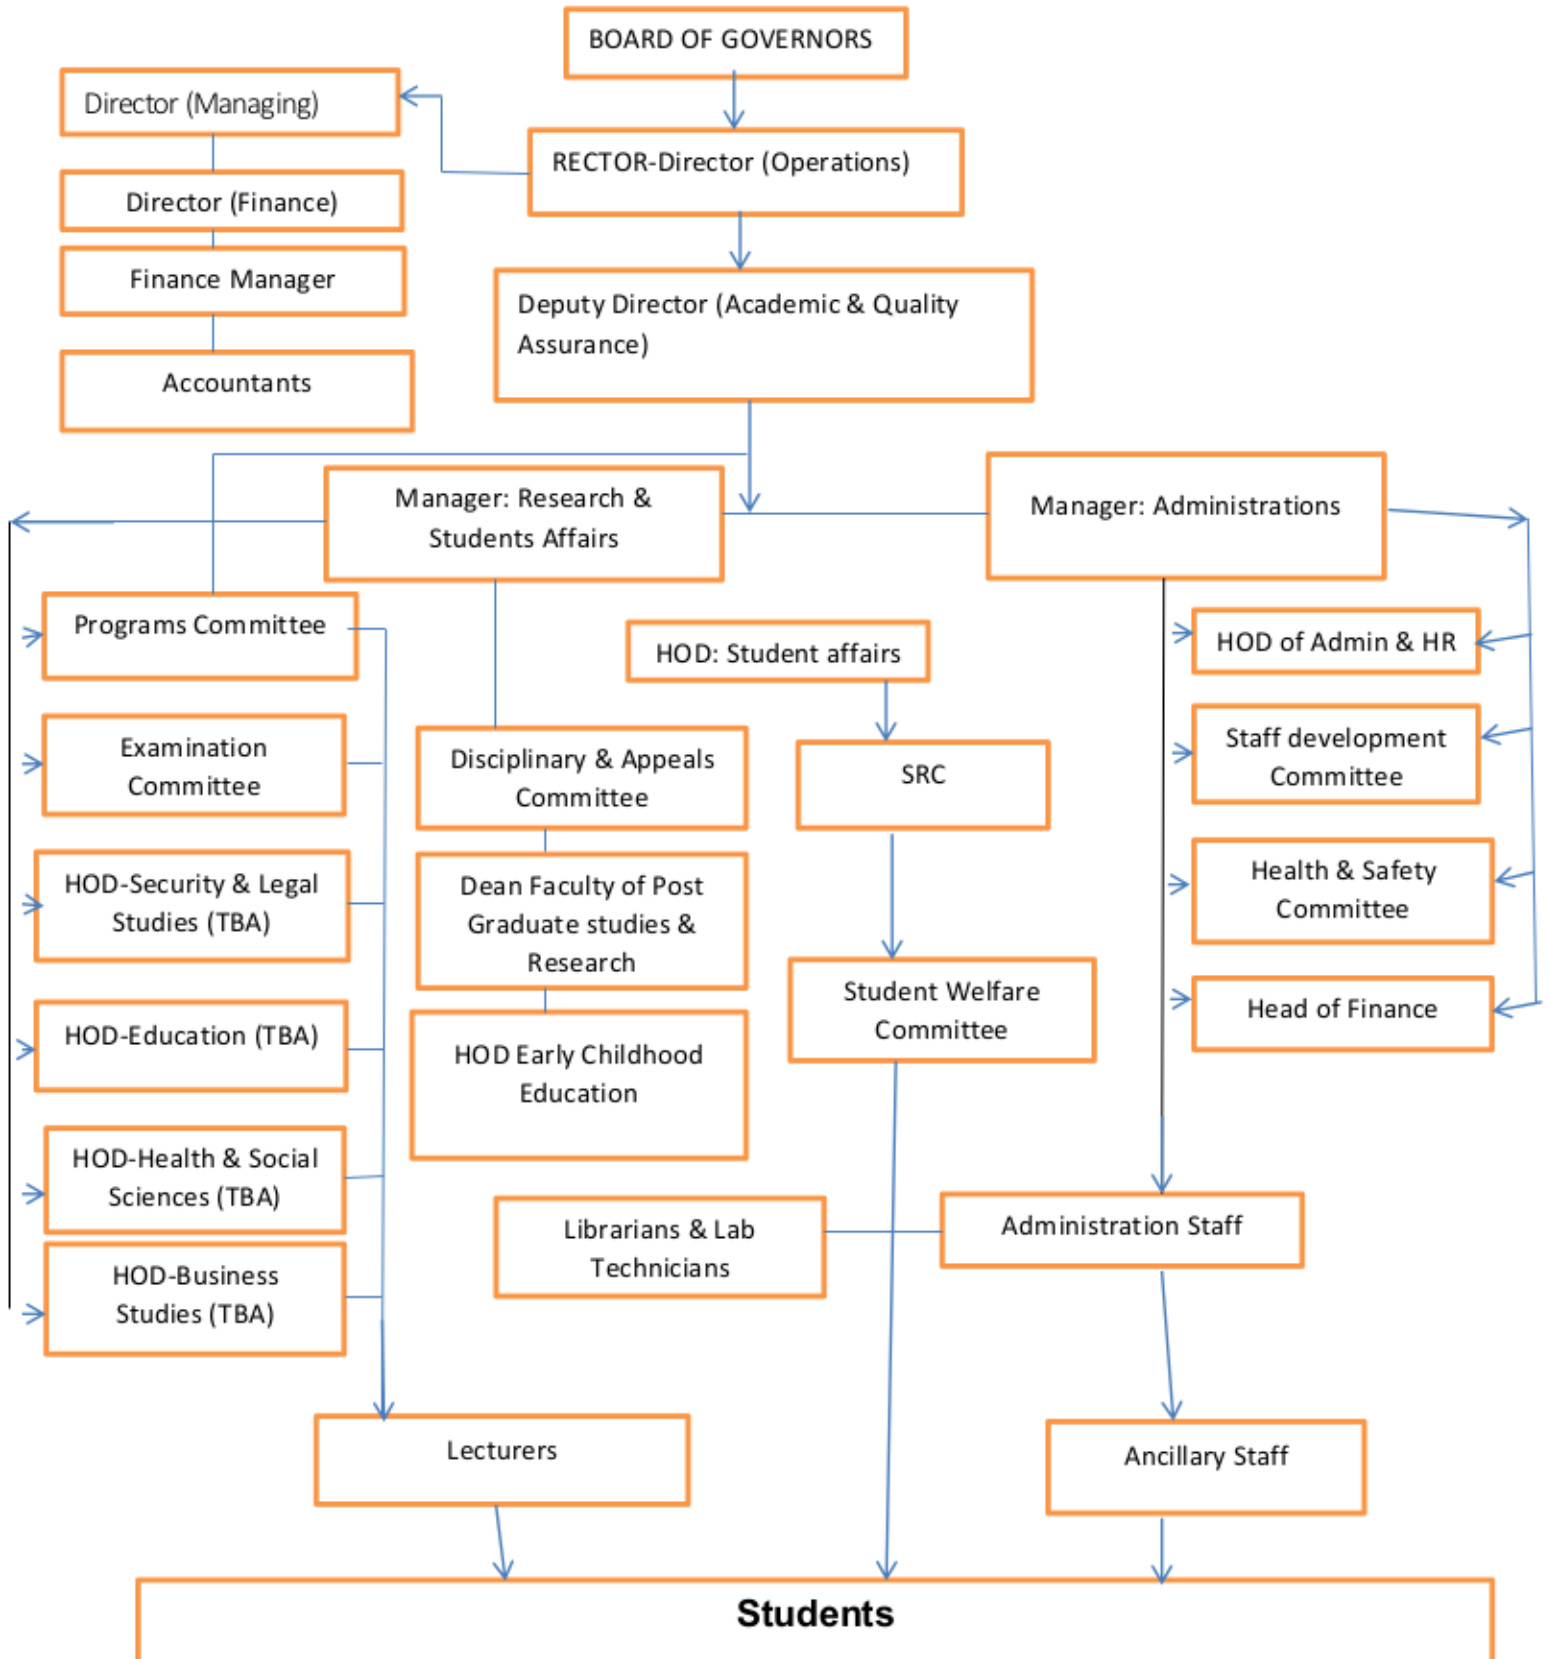 BOARD OF GOVERNORS
Director (Managing)
RECTOR-Director (Operations)
Director (Finance)
Finance Manager
Deputy Director (Academic & Quality
Assurance)
Accountants
Manager: Research &
Students Affairs
Manager: Administrations
Programs Committee
HOD: Student affairs
HOD of Admin & HR
Examination
Committee
Disciplinary & Appeals
Committee
SRC
Staff development
Committee
HOD-Security & Legal
Studies (TBA)
Dean Faculty of Post
Graduate studies &
Research
Health & Safety
Committee
Student Welfare
Committee
Head of Finance
HOD-Education (TBA)
HOD Early Childhood
Education
HOD-Health & Social
Sciences (TBA)
Librarians & Lab
Technicians
Administration Staff
HOD-Business
Studies (TBA)
Lecturers
Ancillary Staff
Students